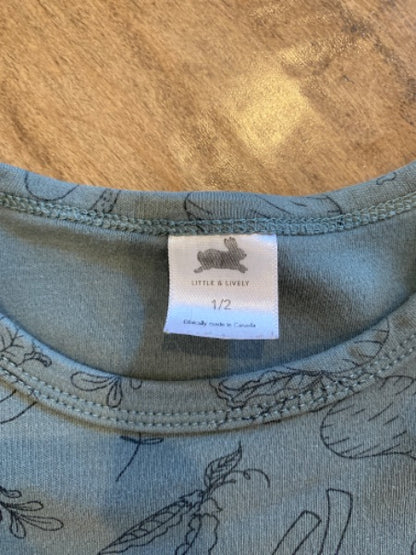 LITTLE & LIVELY
1/2
Ethically made in Canada